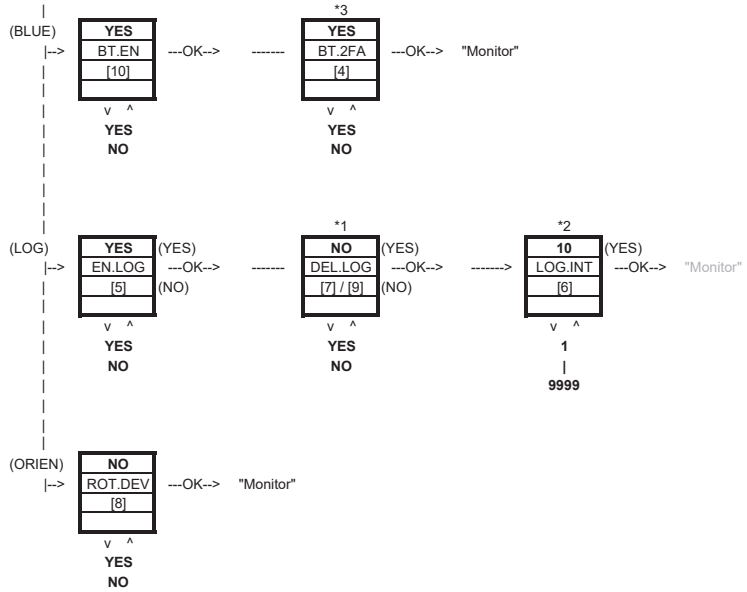 *3
(BLUE) YES YES
|--> BT.EN ---OK--> ------- BT.2FA ---OK--> "Monitor"
[10] [4]
v ^ v ^
YES YES
NO NO
*1 *2
(LOG) YES (YES) NO (YES) 10 (YES)
|--> EN.LOG ---OK--> ------- DEL.LOG ---OK--> -------> LOG.INT ---OK--> "Monitor"
[5] (NO) [7] / [9] (NO) [6]
v ^ v ^ v ^
YES YES 1
NO NO |
9999
(ORIEN) NO
|--> ROT.DEV ---OK--> "Monitor"
[8]
v ^
YES
NO